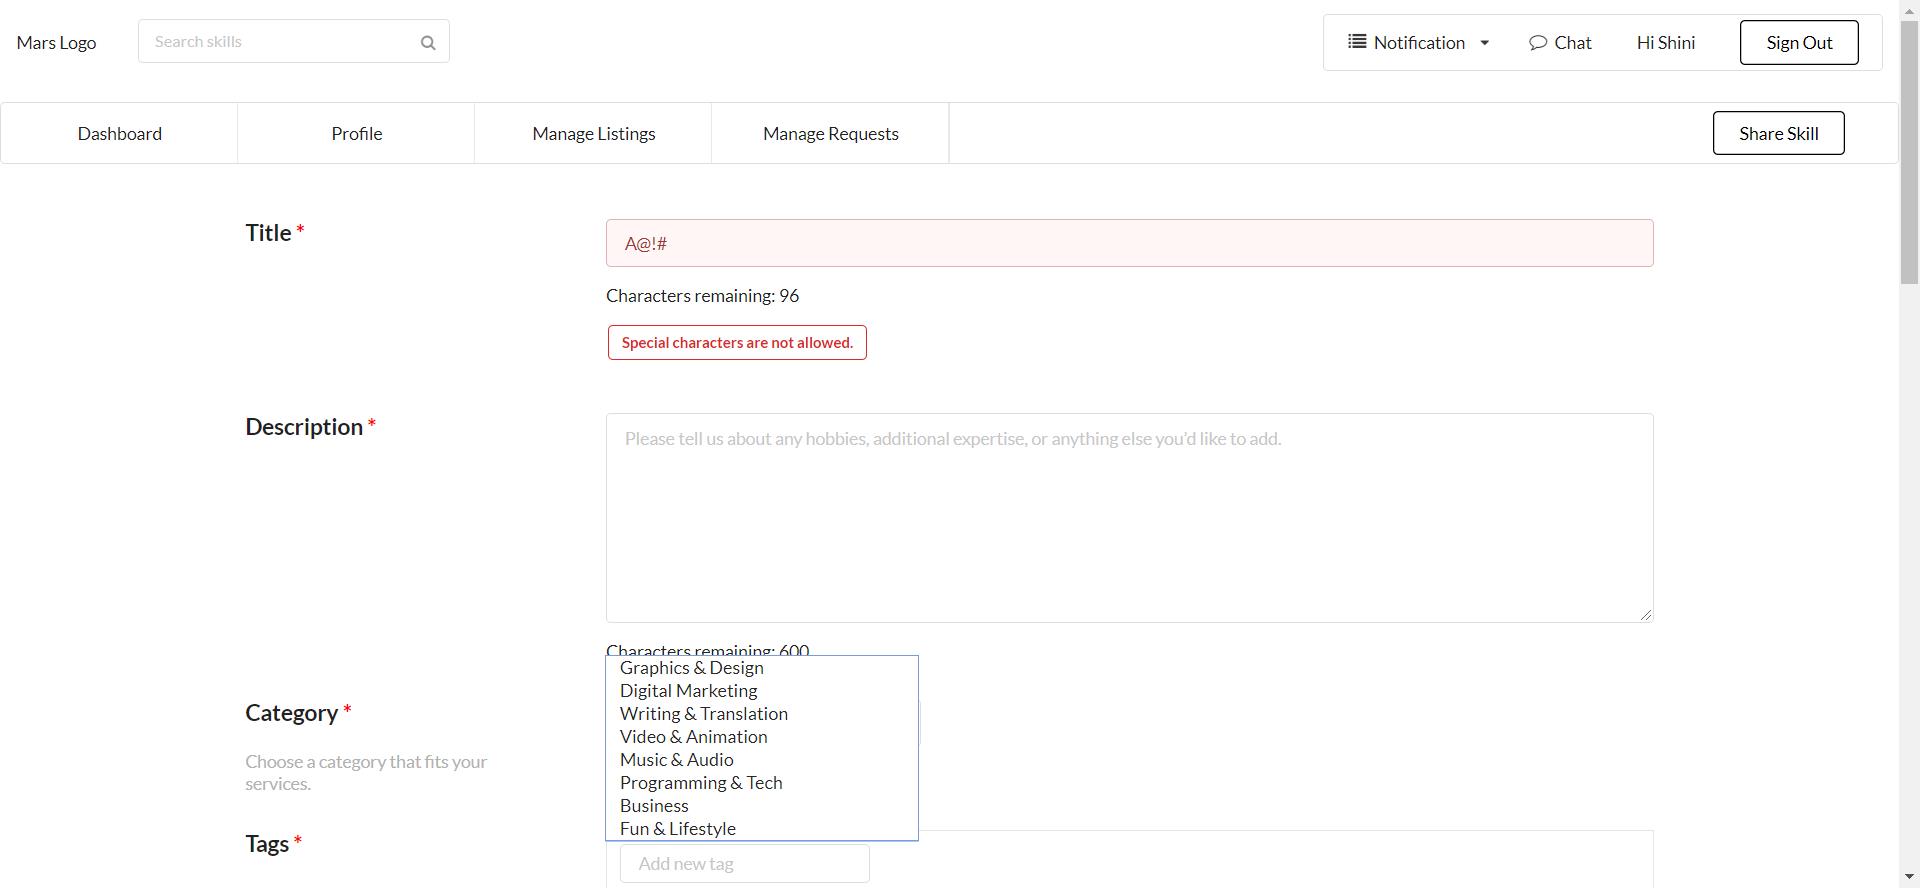 Mars Logo
Search skills
Notification
Chat
Hi Shini
Sign Out
Dashboard
Profile
Manage Listings
Manage Requests
Share Skill
Title *
A@!#
Characters remaining: 96
Special characters are not allowed.
Description *
Please tell us about any hobbies, additional expertise, or anything else you'd like to add.
Characters remaining: 600
Category *
Choose a category that fits your
services.
Graphics & Design
Digital Marketing
Writing & Translation
Video & Animation
Music & Audio
Programming & Tech
Business
Fun & Lifestyle
Tags *
Add new tag